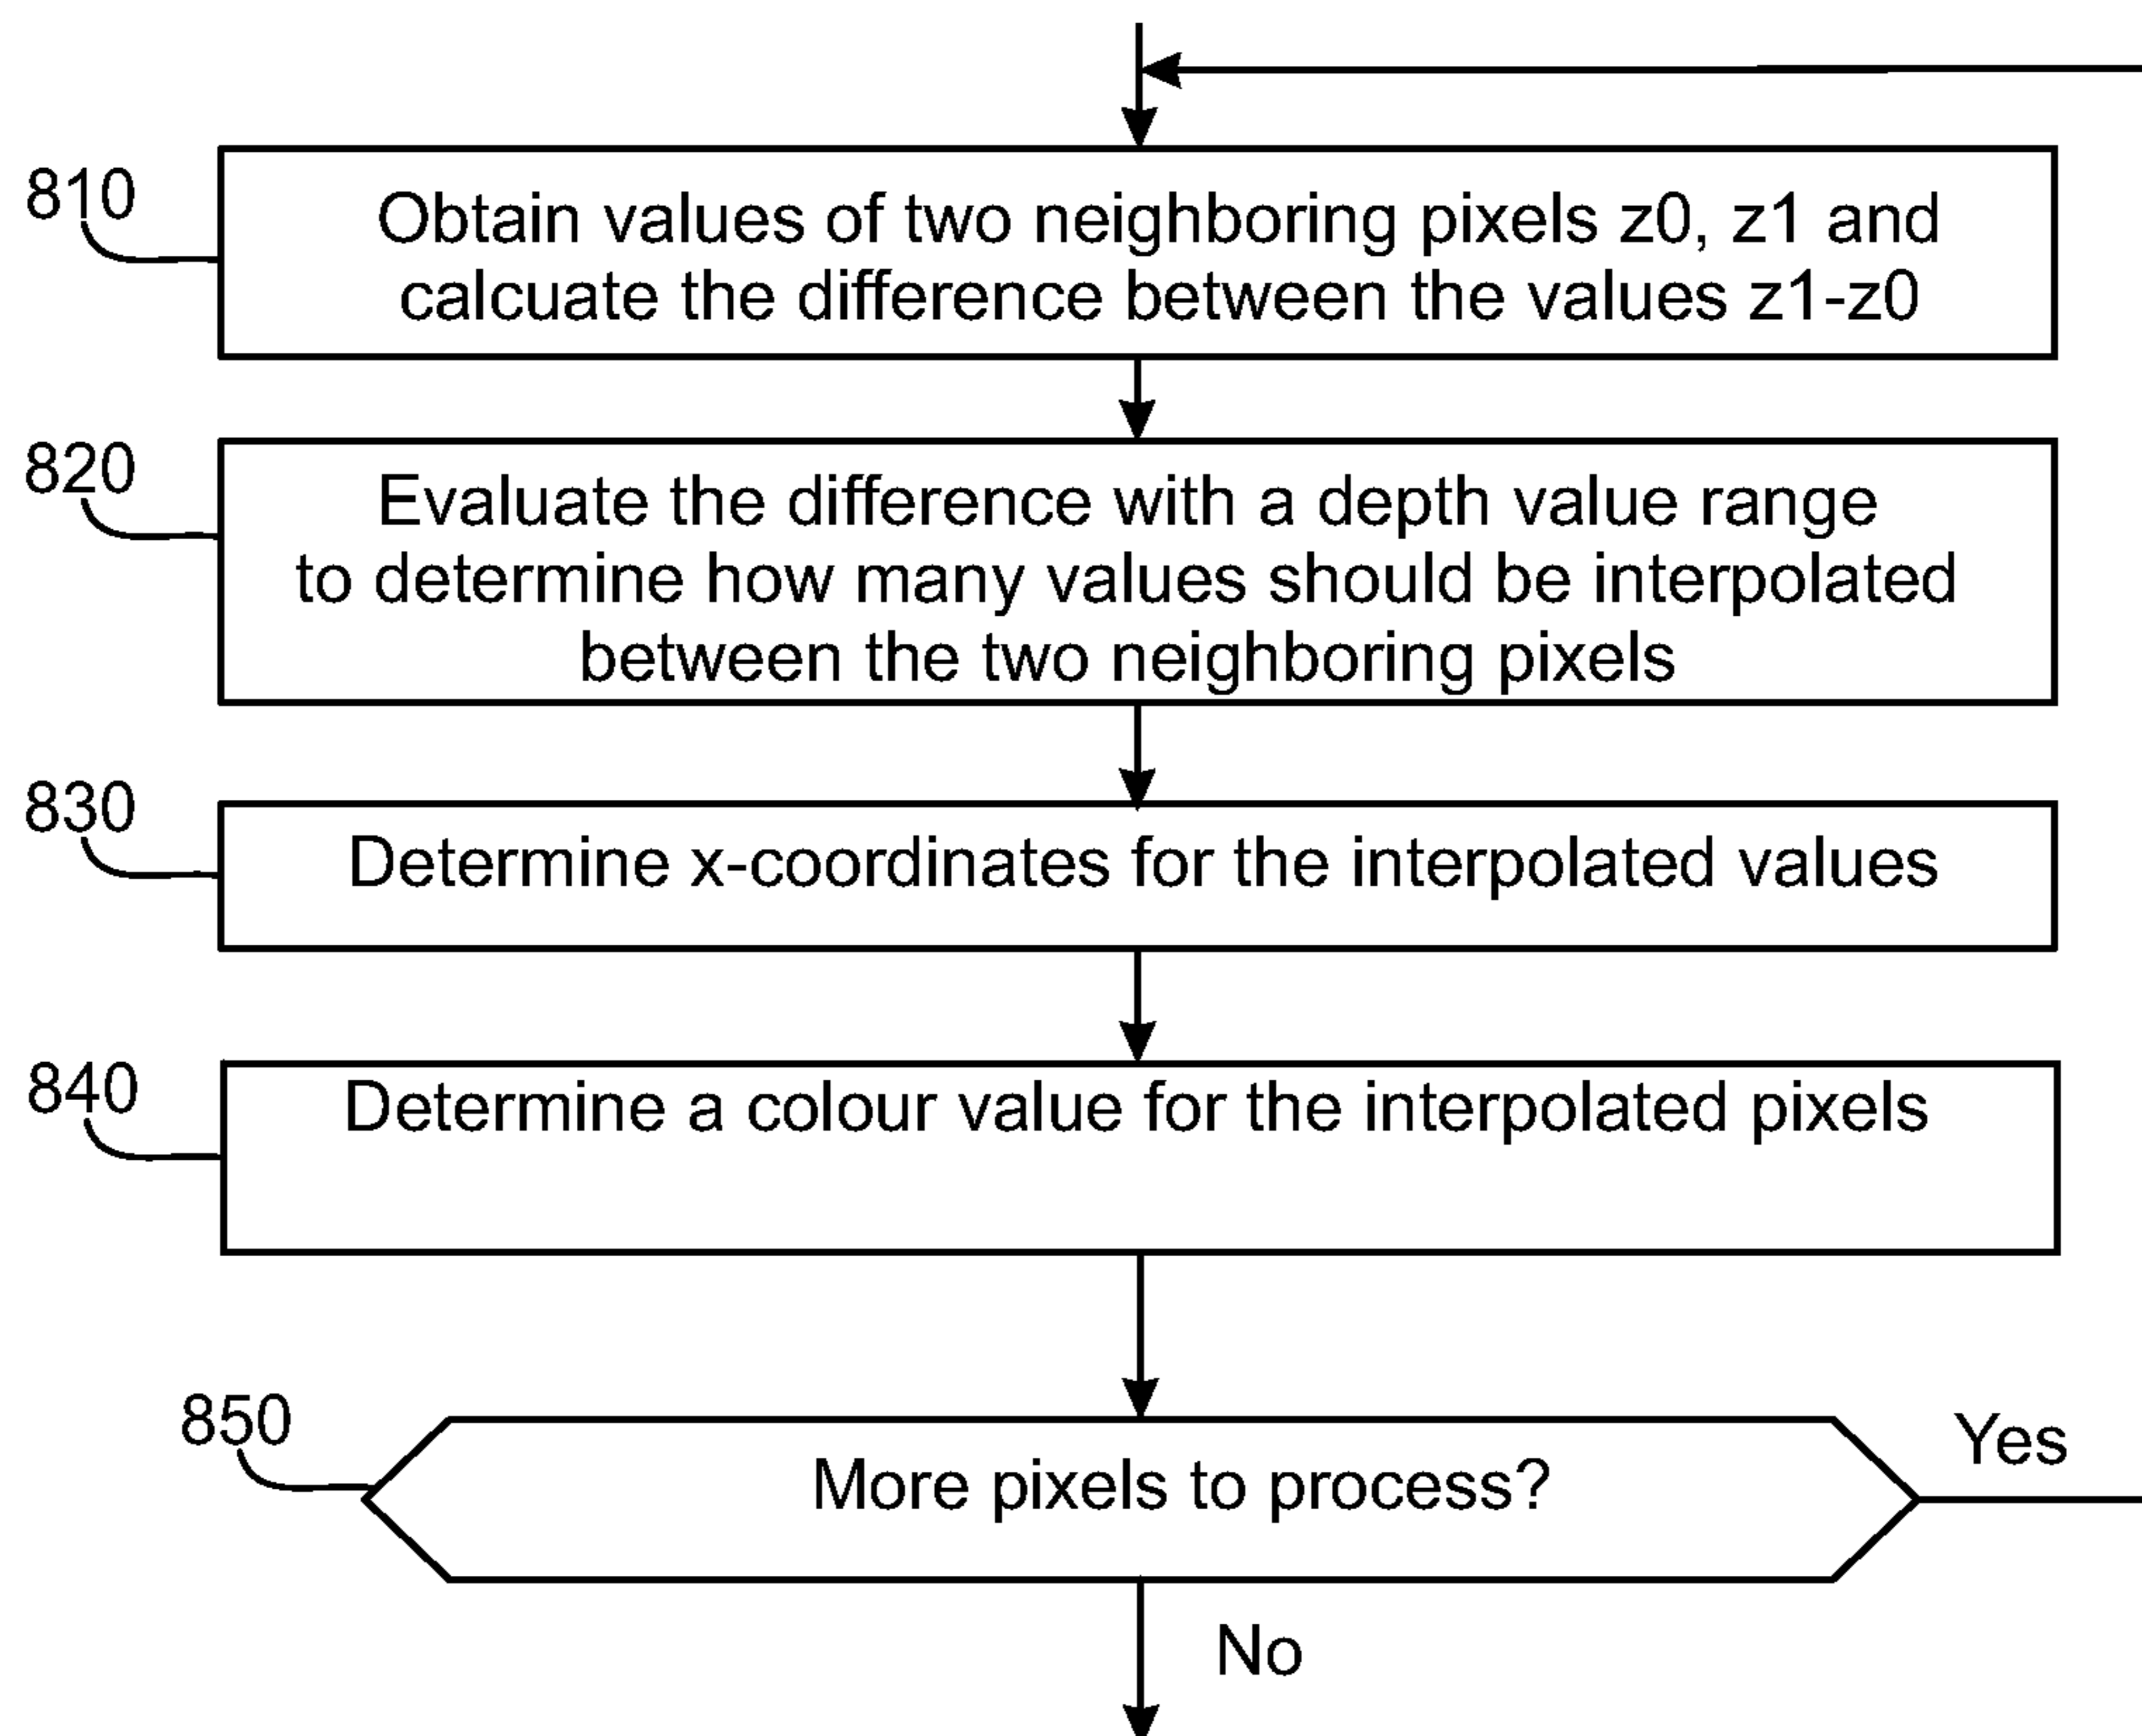 810
Obtain values of two neighboring pixels z0, z1 and
calcuate the difference between the values z1-z0
820
Evaluate the difference with a depth value range
to determine how many values should be interpolated
between the two neighboring pixels
830
Determine x-coordinates for the interpolated values
840
Determine a colour value for the interpolated pixels
850
More pixels to process?
Yes
No